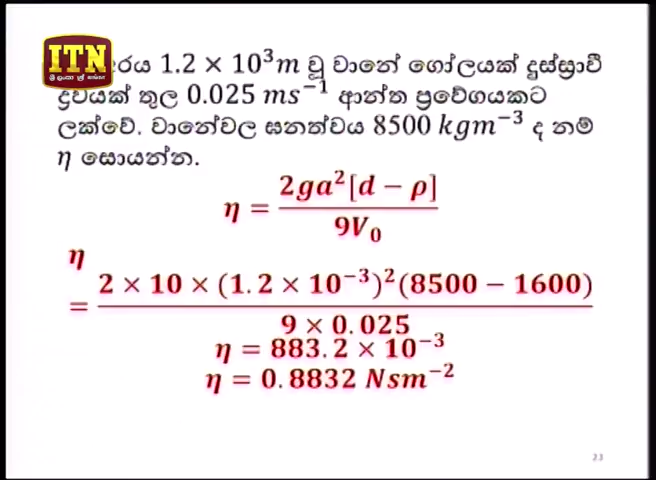 ITN
ශ්‍රී ලංකා ග්‍රේ ගෞරව
1.2 × 10³m වූ වානේ ගෝලයක් දුස්ස්‍රාවී
ද්‍රවයක් තුල 0.025 ms⁻¹ ආන්ත ප්‍රවේගයකට
ලක්වේ. වානේවල ඝනත්වය 8500 kgm⁻³ ද නම්
η සොයන්න.
η = 2ga²[d − ρ] / 9V₀
η
= 2 × 10 × (1.2 × 10⁻³)²(8500 − 1600) / 9 × 0.025
η = 883.2 × 10⁻³
η = 0.8832 Nsm⁻²
23